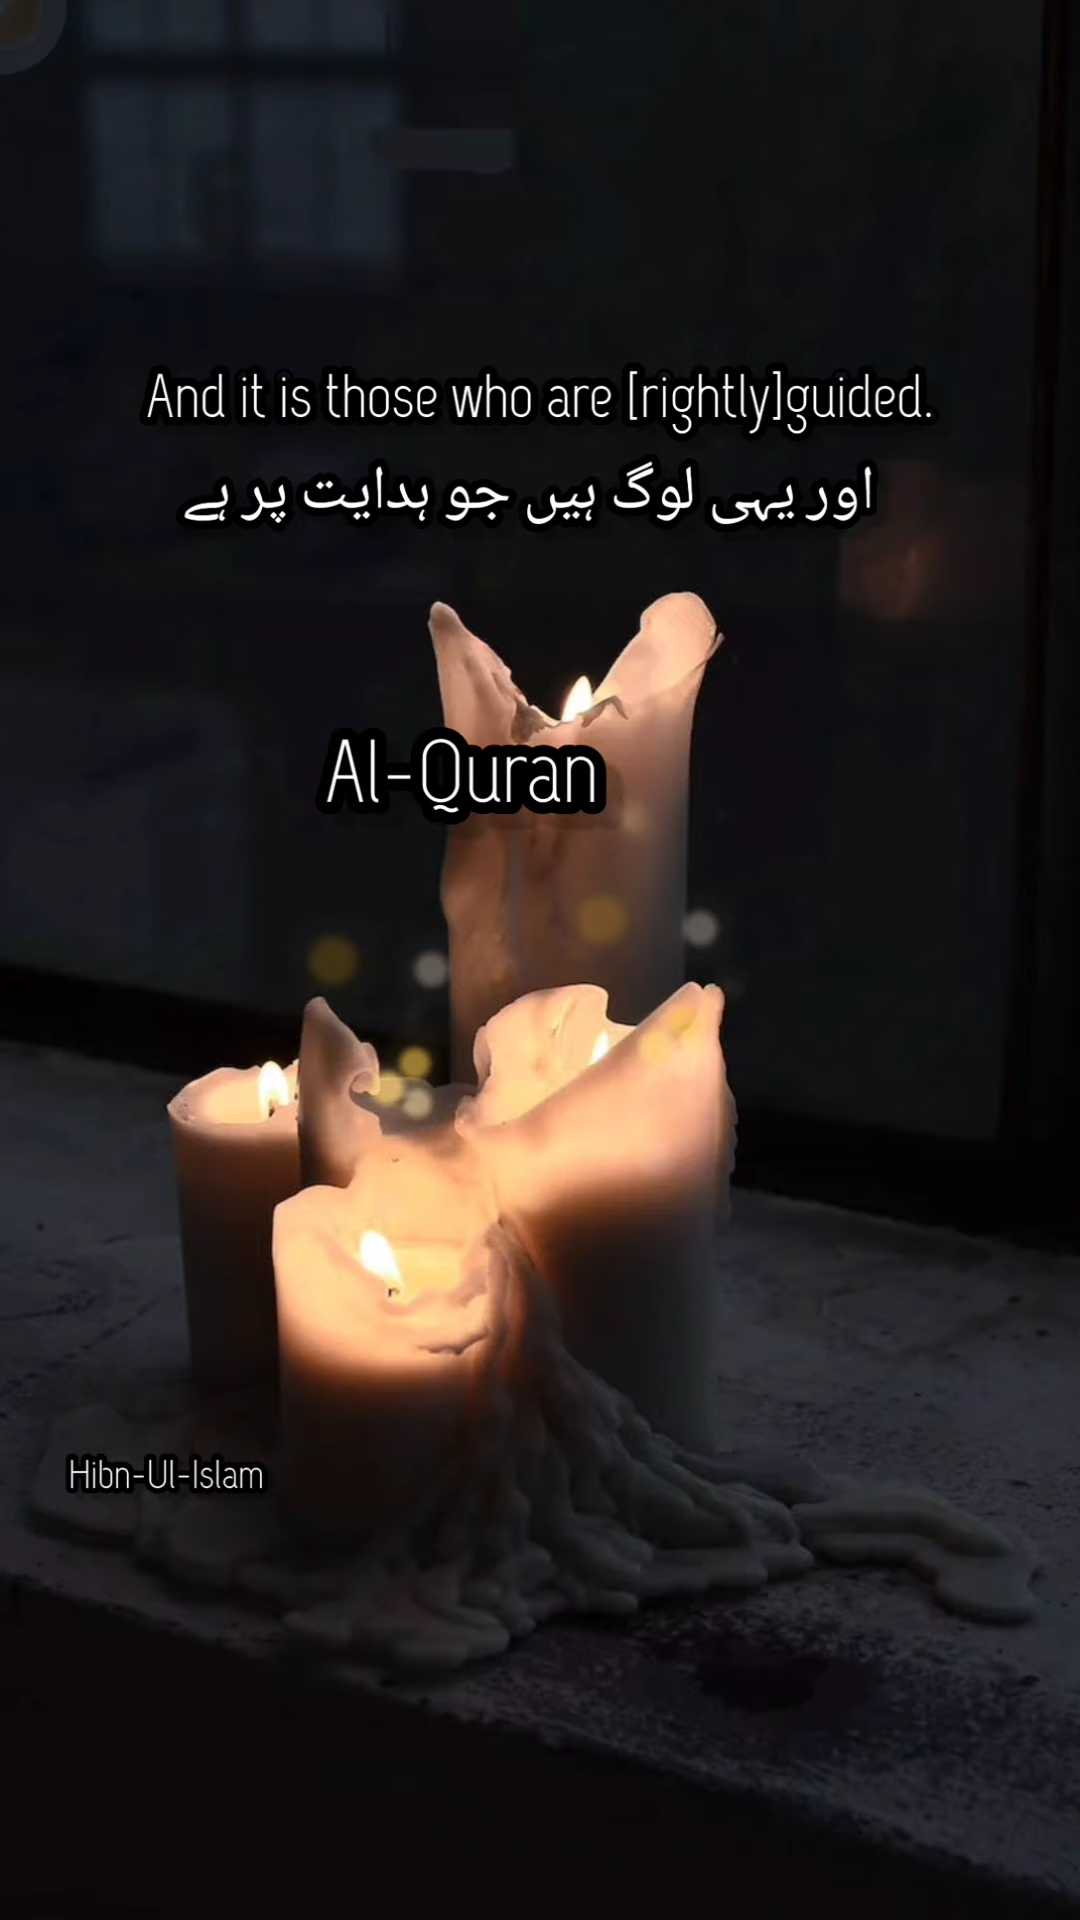 And it is those who are [rightly]guided.
اور یہی لوگ ہیں جو ہدایت پر ہے
Al-Quran
Hibn-Ul-Islam